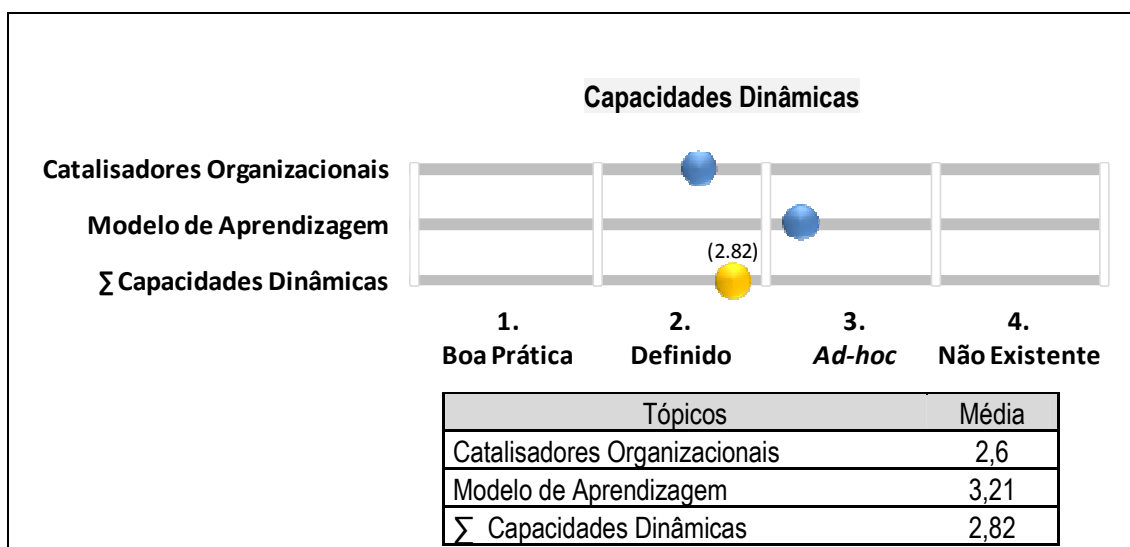 Capacidades Dinâmicas
Catalisadores Organizacionais
Modelo de Aprendizagem
(2.82)
∑ Capacidades Dinâmicas
1. 2. 3. 4.
Boa Prática Definido Ad-hoc Não Existente
Tópicos Média
Catalisadores Organizacionais 2,6
Modelo de Aprendizagem 3,21
∑ Capacidades Dinâmicas 2,82